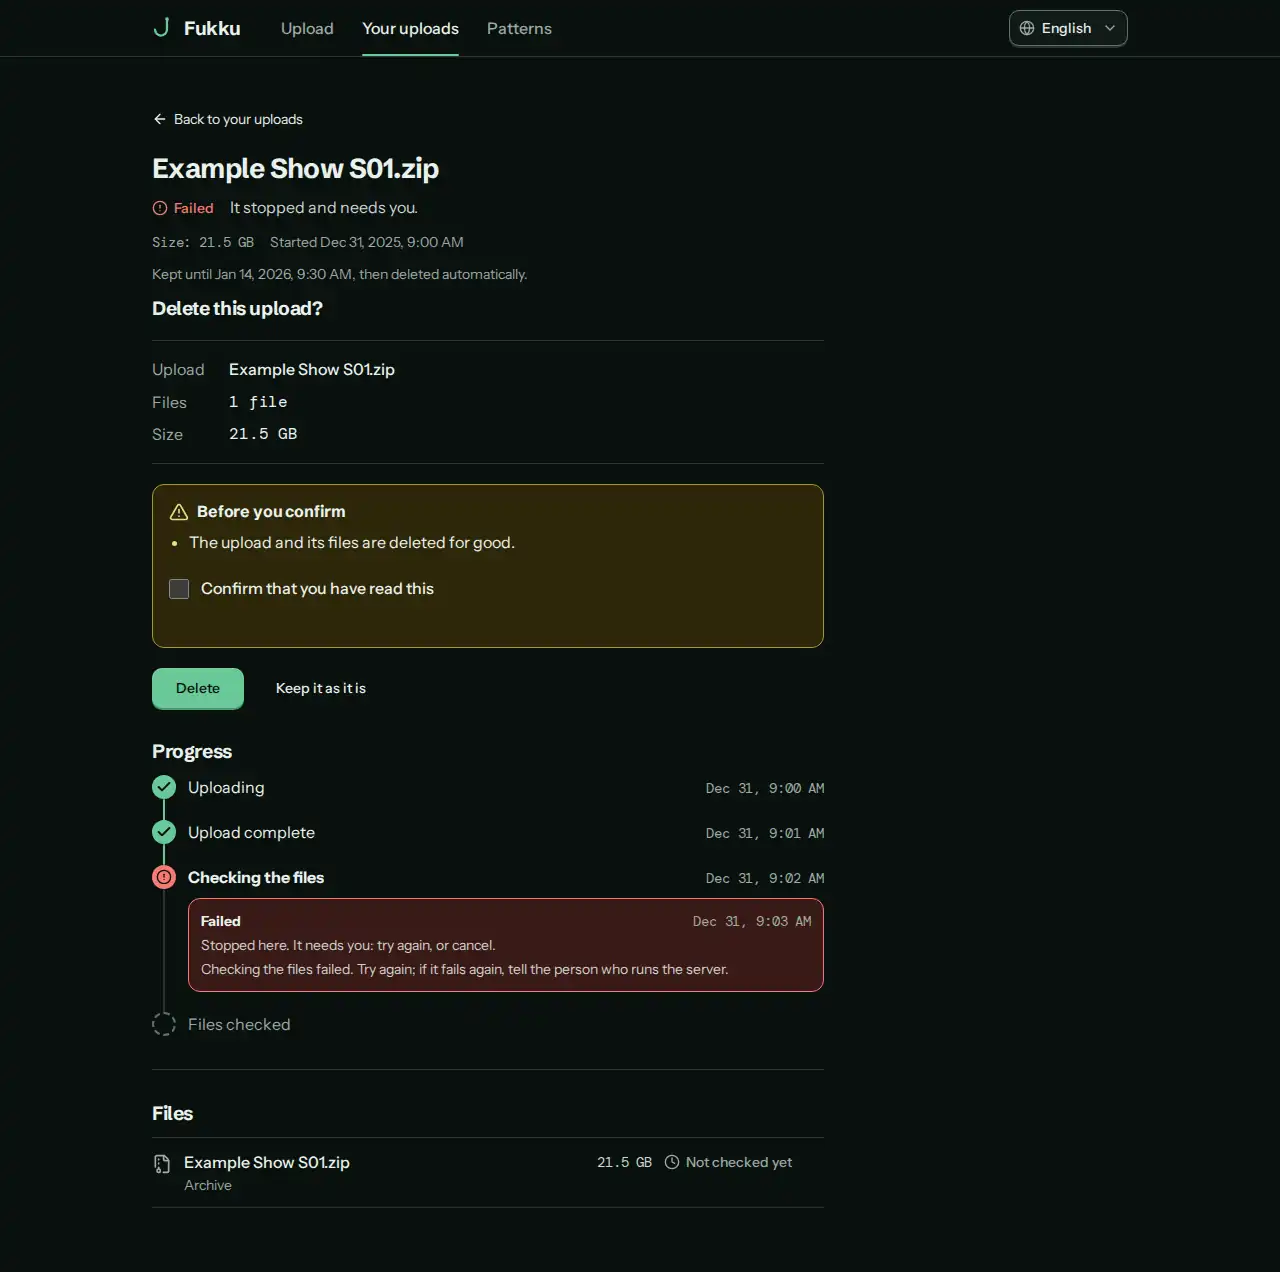 Fukku
Upload
Your uploads
Patterns
English
Back to your uploads
Example Show S01.zip
Failed It stopped and needs you.
Size: 21.5 GB Started Dec 31, 2025, 9:00 AM
Kept until Jan 14, 2026, 9:30 AM, then deleted automatically.
Delete this upload?
Upload Example Show S01.zip
Files 1 file
Size 21.5 GB
Before you confirm
• The upload and its files are deleted for good.
Confirm that you have read this
Delete Keep it as it is
Progress
Uploading Dec 31, 9:00 AM
Upload complete Dec 31, 9:01 AM
Checking the files Dec 31, 9:02 AM
Failed Dec 31, 9:03 AM
Stopped here. It needs you: try again, or cancel.
Checking the files failed. Try again; if it fails again, tell the person who runs the server.
Files checked
Files
Example Show S01.zip 21.5 GB Not checked yet
Archive